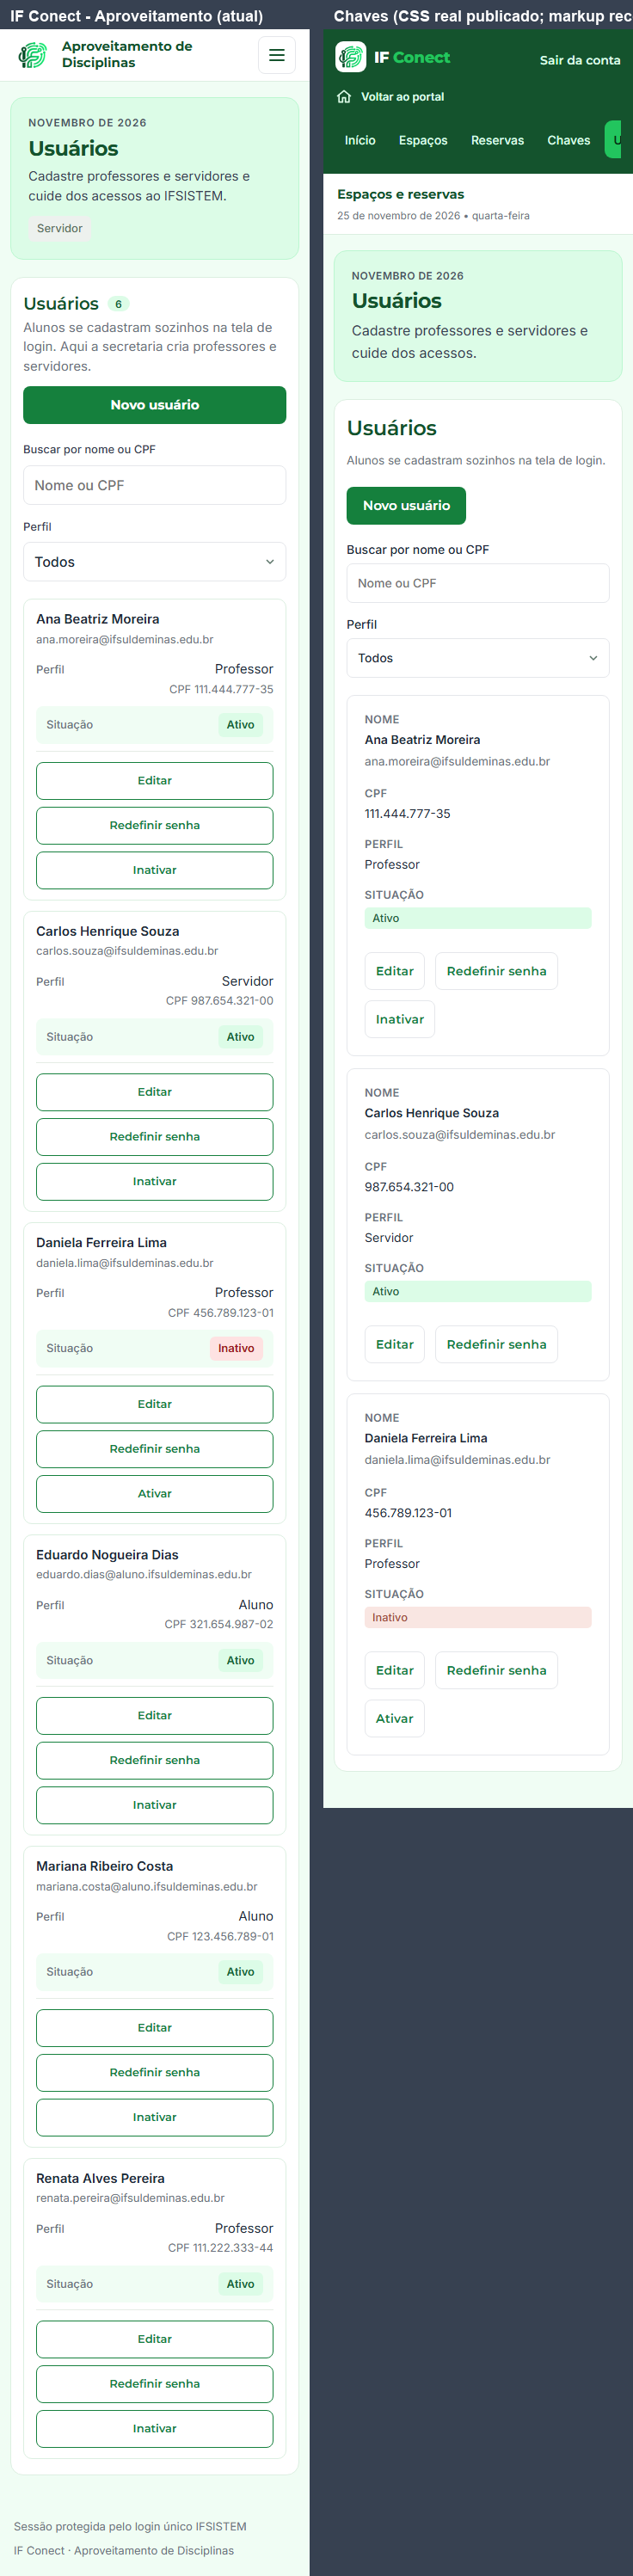 IF Conect - Aproveitamento (atual)
Aproveitamento de
Disciplinas
NOVEMBRO DE 2026
Usuários
Cadastre professores e servidores e
cuide dos acessos ao IFSISTEM.
Servidor
Usuários 6
Alunos se cadastram sozinhos na tela de
login. Aqui a secretaria cria professores e
servidores.
Novo usuário
Buscar por nome ou CPF
Nome ou CPF
Perfil
Todos
Ana Beatriz Moreira
ana.moreira@ifsuldeminas.edu.br
Perfil Professor
CPF 111.444.777-35
Situação Ativo
Editar
Redefinir senha
Inativar
Carlos Henrique Souza
carlos.souza@ifsuldeminas.edu.br
Perfil Servidor
CPF 987.654.321-00
Situação Ativo
Editar
Redefinir senha
Inativar
Daniela Ferreira Lima
daniela.lima@ifsuldeminas.edu.br
Perfil Professor
CPF 456.789.123-01
Situação Inativo
Editar
Redefinir senha
Ativar
Eduardo Nogueira Dias
eduardo.dias@aluno.ifsuldeminas.edu.br
Perfil Aluno
CPF 321.654.987-02
Situação Ativo
Editar
Redefinir senha
Inativar
Mariana Ribeiro Costa
mariana.costa@aluno.ifsuldeminas.edu.br
Perfil Aluno
CPF 123.456.789-01
Situação Ativo
Editar
Redefinir senha
Inativar
Renata Alves Pereira
renata.pereira@ifsuldeminas.edu.br
Perfil Professor
CPF 111.222.333-44
Situação Ativo
Editar
Redefinir senha
Inativar
Sessão protegida pelo login único IFSISTEM
IF Conect · Aproveitamento de Disciplinas
Chaves (CSS real publicado; markup rec
IF Conect
Sair da conta
Voltar ao portal
Início Espaços Reservas Chaves U
Espaços e reservas
25 de novembro de 2026 • quarta-feira
NOVEMBRO DE 2026
Usuários
Cadastre professores e servidores e
cuide dos acessos.
Usuários
Alunos se cadastram sozinhos na tela de login.
Novo usuário
Buscar por nome ou CPF
Nome ou CPF
Perfil
Todos
NOME
Ana Beatriz Moreira
ana.moreira@ifsuldeminas.edu.br
CPF
111.444.777-35
PERFIL
Professor
SITUAÇÃO
Ativo
Editar Redefinir senha
Inativar
NOME
Carlos Henrique Souza
carlos.souza@ifsuldeminas.edu.br
CPF
987.654.321-00
PERFIL
Servidor
SITUAÇÃO
Ativo
Editar Redefinir senha
NOME
Daniela Ferreira Lima
daniela.lima@ifsuldeminas.edu.br
CPF
456.789.123-01
PERFIL
Professor
SITUAÇÃO
Inativo
Editar Redefinir senha
Ativar